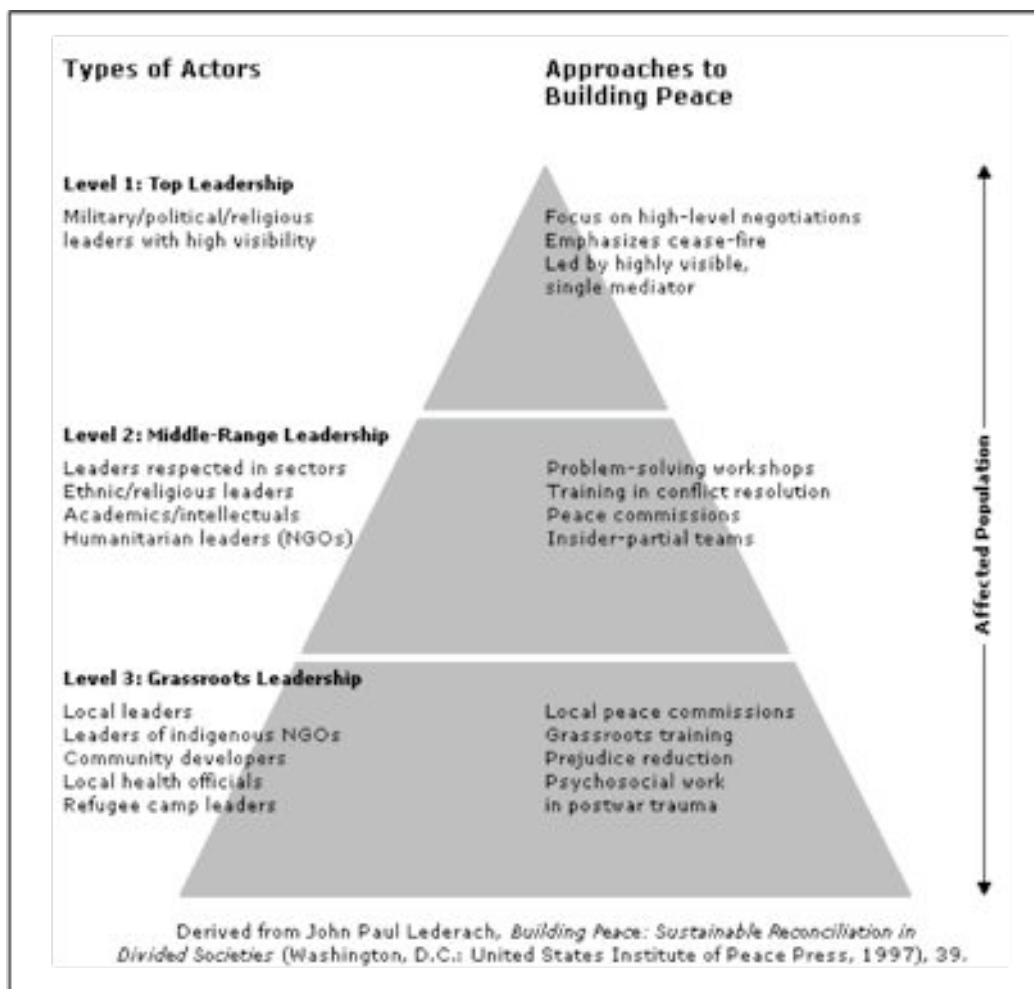 Types of Actors
Approaches to
Building Peace
Level 1: Top Leadership
Military/political/religious
leaders with high visibility
Focus on high-level negotiations
Emphasizes cease-fire
Led by highly visible,
single mediator
Level 2: Middle-Range Leadership
Leaders respected in sectors
Ethnic/religious leaders
Academics/intellectuals
Humanitarian leaders (NGOs)
Problem-solving workshops
Training in conflict resolution
Peace commissions
Insider-partial teams
Level 3: Grassroots Leadership
Local leaders
Leaders of indigenous NGOs
Community developers
Local health officials
Refugee camp leaders
Local peace commissions
Grassroots training
Prejudice reduction
Psychosocial work
in postwar trauma
Affected Population
Derived from John Paul Lederach, Building Peace: Sustainable Reconciliation in
Divided Societies (Washington, D.C.: United States Institute of Peace Press, 1997), 39.